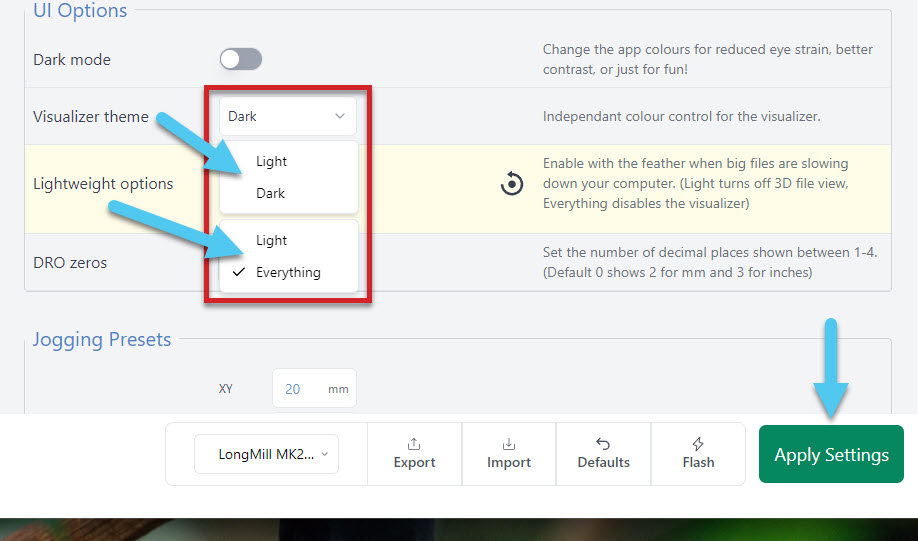 UI Options
Dark mode
Change the app colours for reduced eye strain, better
contrast, or just for fun!
Visualizer theme
Dark
Independant colour control for the visualizer.
Light
Dark
Lightweight options
Enable with the feather when big files are slowing
down your computer. (Light turns off 3D file view,
Everything disables the visualizer)
Light
Everything
DRO zeros
Set the number of decimal places shown between 1-4.
(Default 0 shows 2 for mm and 3 for inches)
Jogging Presets
XY
20 mm
LongMill MK2...
Export
Import
Defaults
Flash
Apply Settings